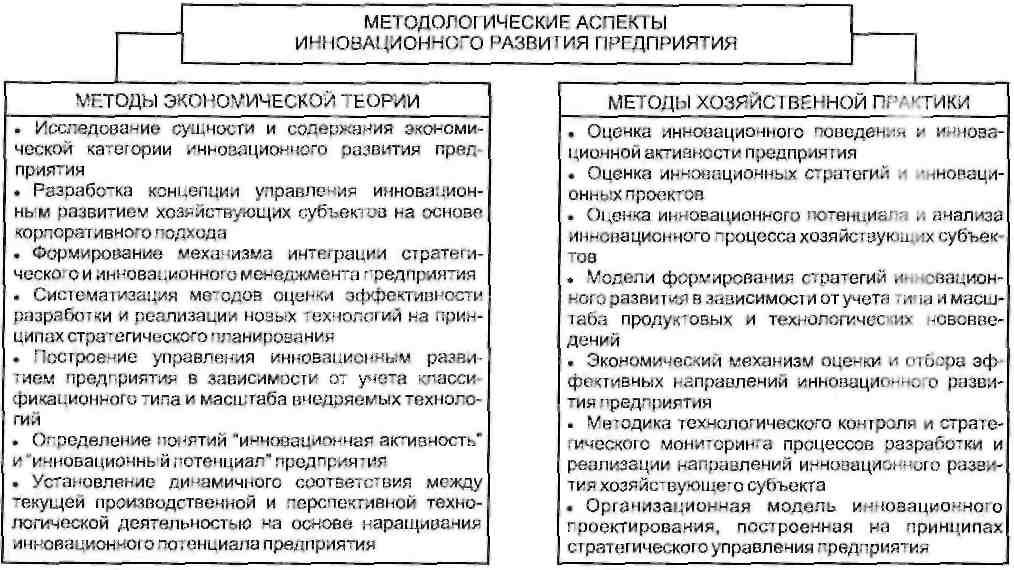 МЕТОДОЛОГИЧЕСКИЕ АСПЕКТЫ
ИННОВАЦИОННОГО РАЗВИТИЯ ПРЕДПРИЯТИЯ
МЕТОДЫ ЭКОНОМИЧЕСКОЙ ТЕОРИИ
• Исследование сущности и содержания экономи-
ческой категории инновационного развития пред-
приятия
• Разработка концепции управления инновацион-
ным развитием хозяйствующих субъектов на основе
корпоративного подхода
• Формирование механизма интеграции стратеги-
ческого и инновационного менеджмента предприятия
• Систематизация методов оценки эффективности
разработки и реализации новых технологий на прин-
ципах стратегического планирования
• Построение управления инновационным разви-
тием предприятия в зависимости от учета класси-
фикационного типа и масштаба внедряемых техноло-
гий
• Определение понятий "инновационная активность"
и "инновационный потенциал" предприятия
• Установление динамичного соответствия между
текущей производственной и перспективной техно-
логической деятельностью на основе наращивания
инновационного потенциала предприятия
МЕТОДЫ ХОЗЯЙСТВЕННОЙ ПРАКТИКИ
• Оценка инновационного поведения и иннова-
ционной активности предприятия
• Оценка инновационных стратегий и инноваци-
онных проектов
• Оценка инновационного потенциала и анализа
инновационного процесса хозяйствующих субъек-
тов
• Модели формирования стратегий инновацион-
ного развития в зависимости от учета типа и масш-
таба продуктовых и технологических нововве-
дений
• Экономический механизм оценки и отбора эф-
фективных направлений инновационного разви-
тия предприятия
• Методика технологического контроля и страте-
гического мониторинга процессов разработки и
реализации направлений инновационного разви-
тия хозяйствующего субъекта
• Организационная модель инновационного
проектирования, построенная на принципах
стратегического управления предприятия